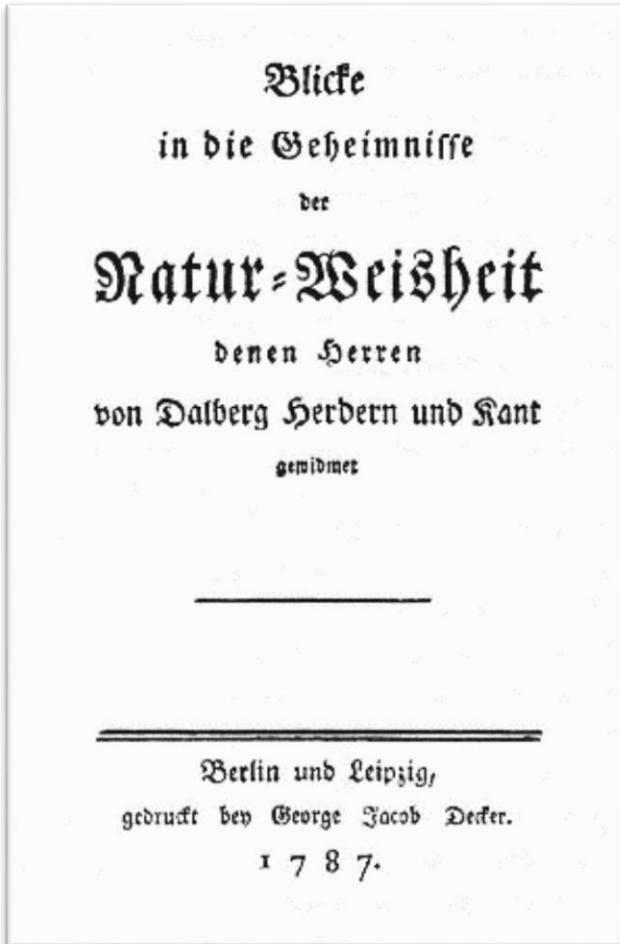 Blicke
in die Geheimnisse
der
Natur-Weisheit
denen Herren
von Dalberg Herdern und Kant
gewidmet
Berlin und Leipzig,
gedruckt bey George Jacob Decker.
1787.